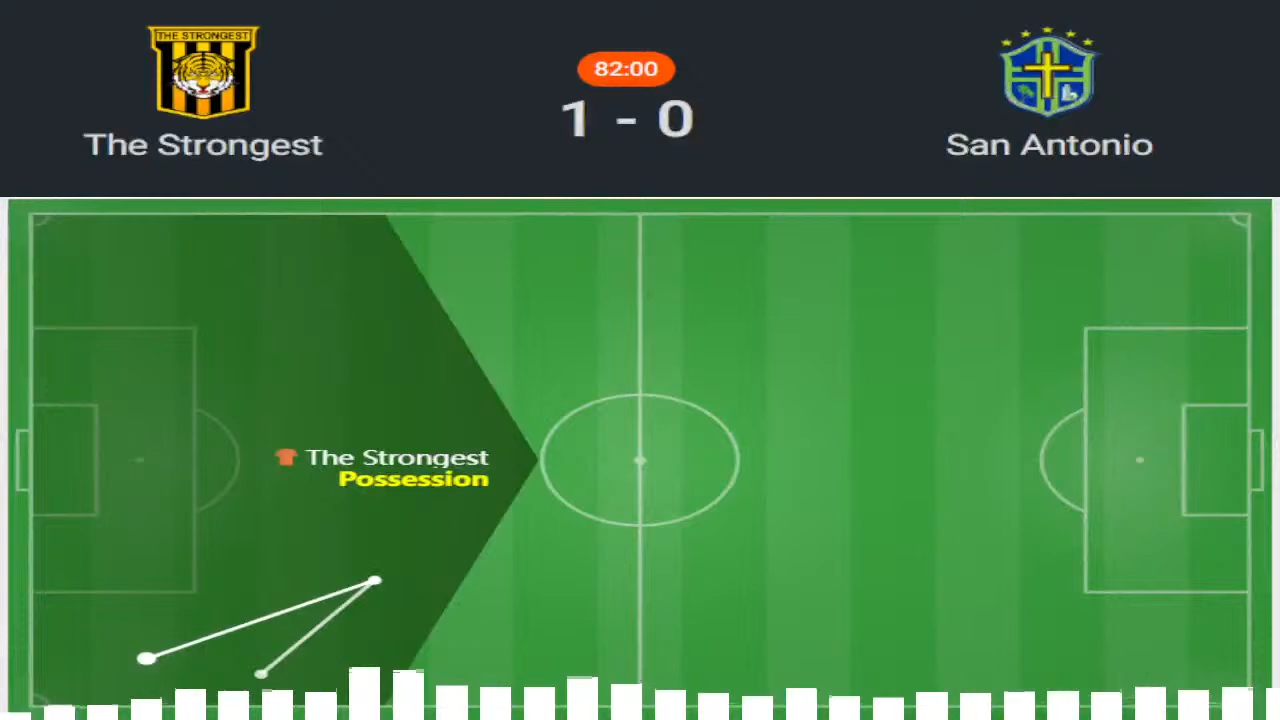 THE STRONGEST
82:00
1 - 0
The Strongest
San Antonio
The Strongest
Possession